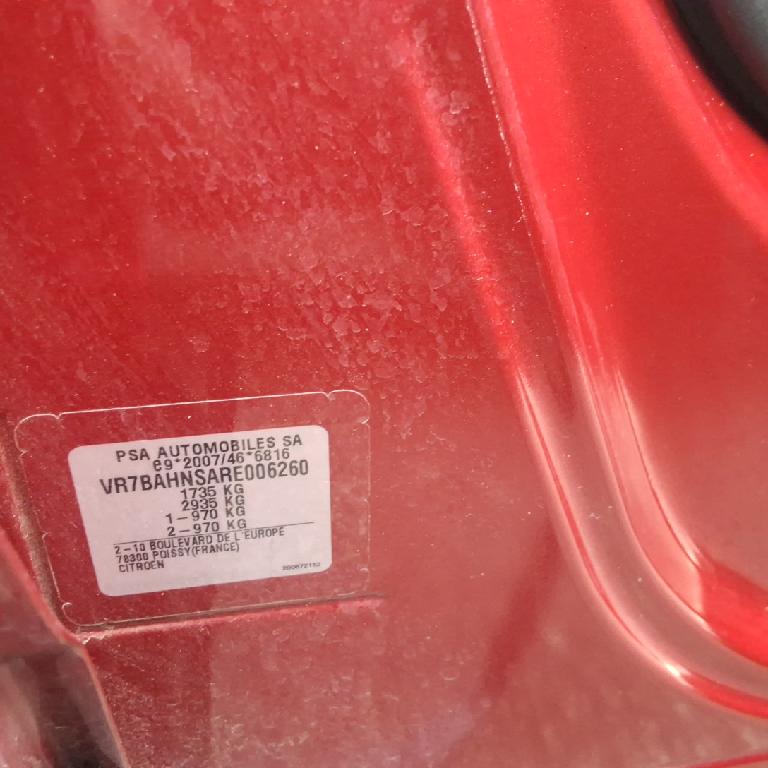 PSA AUTOMOBILES SA
e9*2007/46*6816
VR7BAHNSARE006260
1735 KG
2935 KG
1-970 KG
2-970 KG
2-10 BOULEVARD DE L'EUROPE
78300 POISSY(FRANCE)
CITROEN